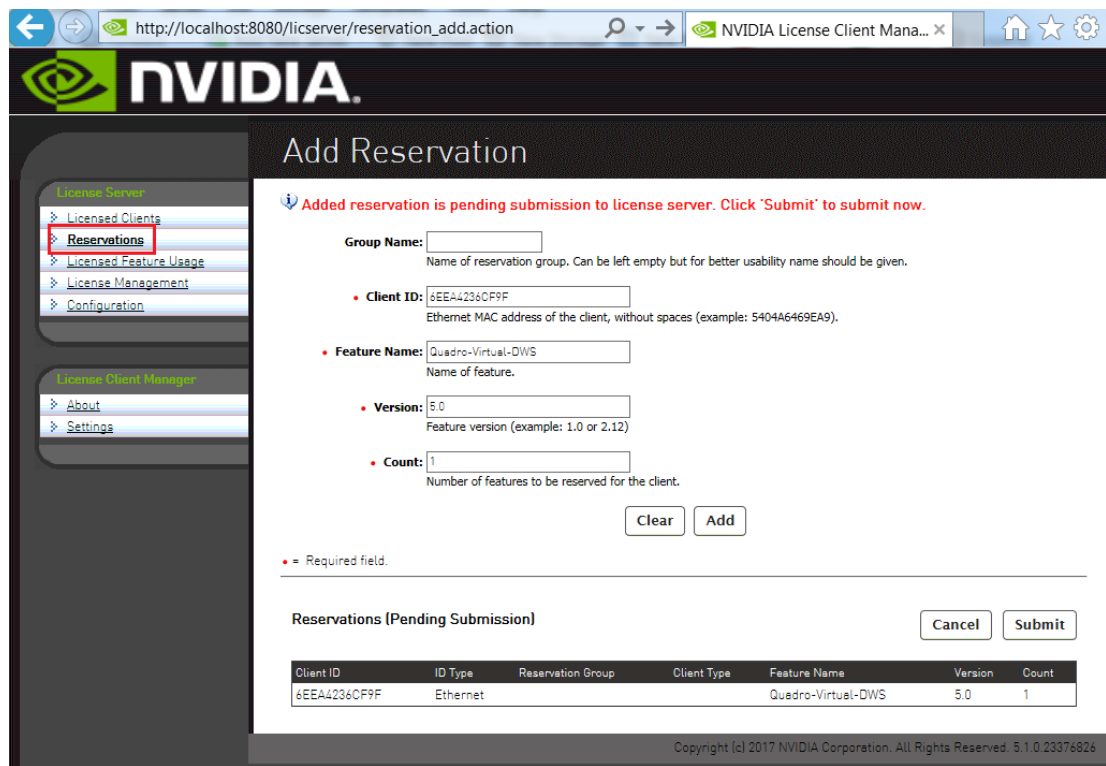 http://localhost:8080/licserver/reservation_add.action
NVIDIA License Client Mana...
NVIDIA.
Add Reservation
License Server
Licensed Clients
Reservations
Licensed Feature Usage
License Management
Configuration
License Client Manager
About
Settings
Added reservation is pending submission to license server. Click 'Submit' to submit now.
Group Name:
Name of reservation group. Can be left empty but for better usability name should be given.
• Client ID: 6EEA4236CF9F
Ethernet MAC address of the client, without spaces (example: 5404A6469EA9).
• Feature Name: Quadro-Virtual-DWS
Name of feature.
• Version: 5.0
Feature version (example: 1.0 or 2.12)
• Count: 1
Number of features to be reserved for the client.
Clear Add
• = Required field.
Reservations (Pending Submission)
Cancel Submit
Client ID ID Type Reservation Group Client Type Feature Name Version Count
6EEA4236CF9F Ethernet Quadro-Virtual-DWS 5.0 1
Copyright (c) 2017 NVIDIA Corporation. All Rights Reserved. 5.1.0.23376826